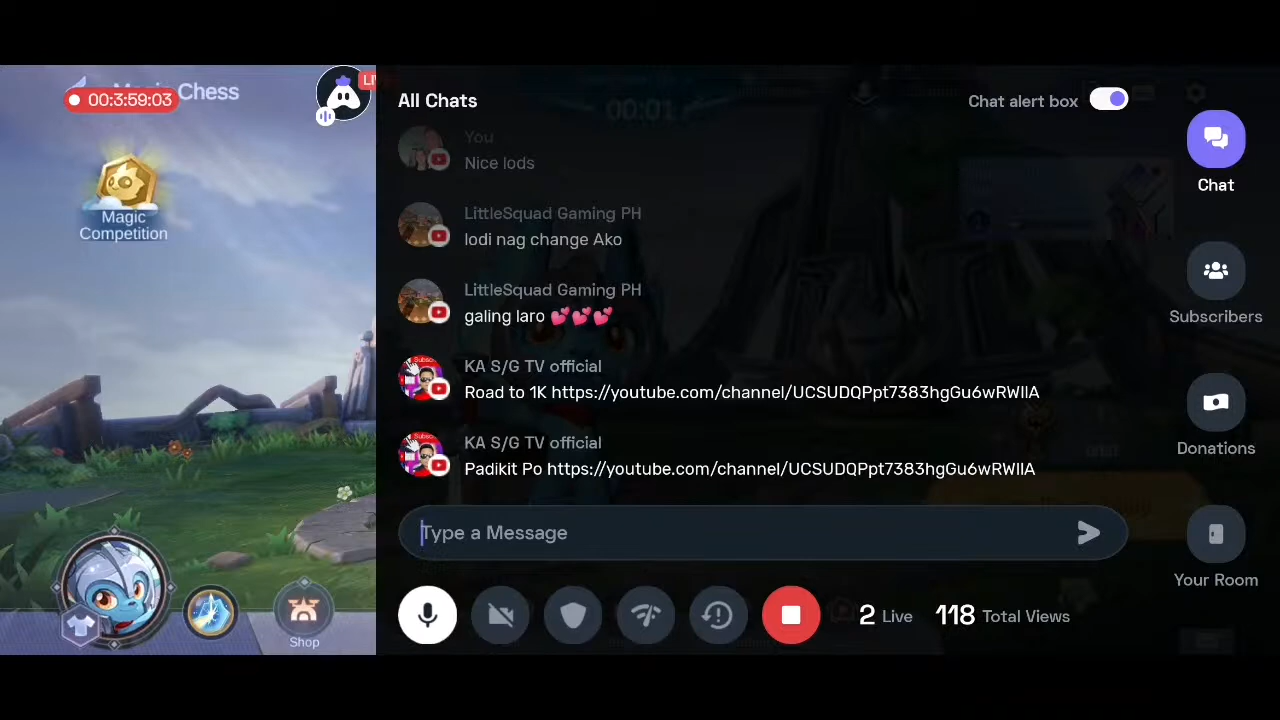 Magic Chess
00:3:59:03
LI
Magic
Competition
Shop
All Chats
00:01
Chat alert box
You
Nice lods
LittleSquad Gaming PH
lodi nag change Ako
LittleSquad Gaming PH
galing laro 💕💕💕
KA S/G TV official
Road to 1K https://youtube.com/channel/UCSUDQPpt7383hgGu6wRWIIA
KA S/G TV official
Padikit Po https://youtube.com/channel/UCSUDQPpt7383hgGu6wRWIIA
Type a Message
2 Live 118 Total Views
Chat
Subscribers
Donations
Your Room